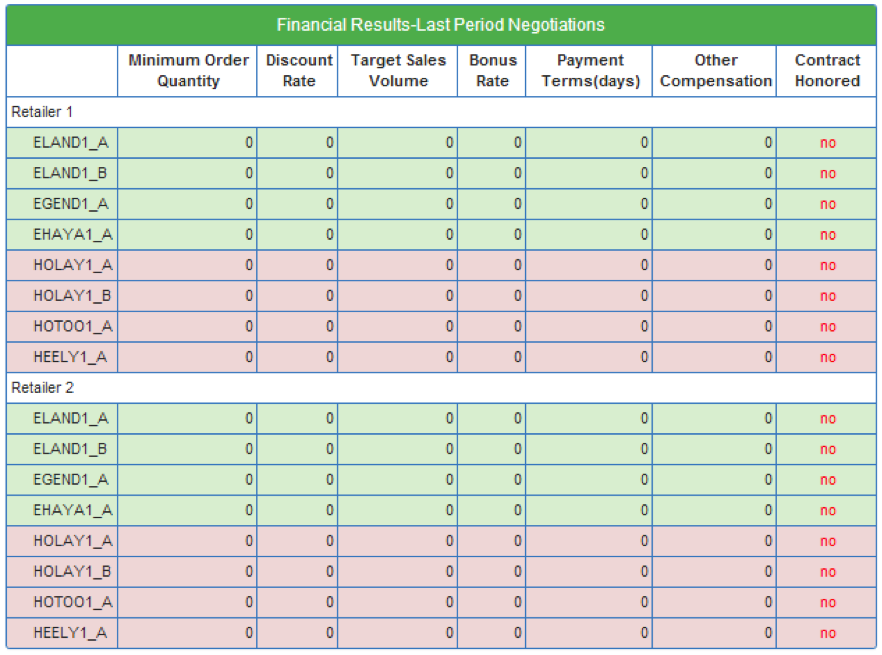 Financial Results-Last Period Negotiations
Minimum Order Quantity Discount Rate Target Sales Volume Bonus Rate Payment Terms(days) Other Compensation Contract Honored
Retailer 1
ELAND1_A 0 0 0 0 0 0 no
ELAND1_B 0 0 0 0 0 0 no
EGEND1_A 0 0 0 0 0 0 no
EHAYA1_A 0 0 0 0 0 0 no
HOLAY1_A 0 0 0 0 0 0 no
HOLAY1_B 0 0 0 0 0 0 no
HOTOO1_A 0 0 0 0 0 0 no
HEELY1_A 0 0 0 0 0 0 no
Retailer 2
ELAND1_A 0 0 0 0 0 0 no
ELAND1_B 0 0 0 0 0 0 no
EGEND1_A 0 0 0 0 0 0 no
EHAYA1_A 0 0 0 0 0 0 no
HOLAY1_A 0 0 0 0 0 0 no
HOLAY1_B 0 0 0 0 0 0 no
HOTOO1_A 0 0 0 0 0 0 no
HEELY1_A 0 0 0 0 0 0 no